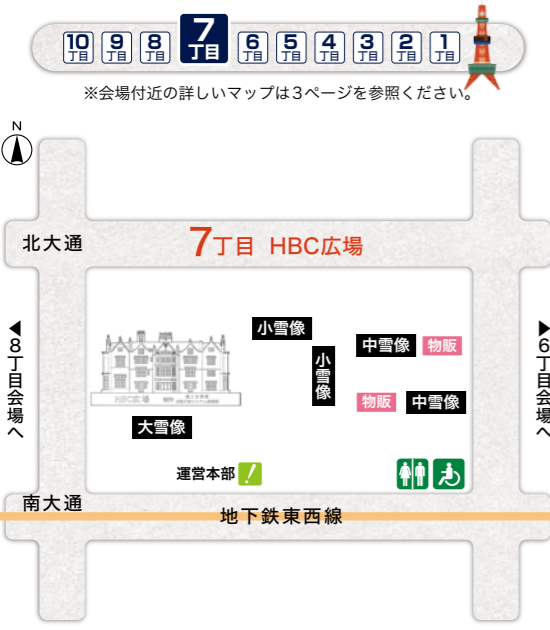 10丁目 9丁目 8丁目 7丁目 6丁目 5丁目 4丁目 3丁目 2丁目 1丁目
※会場付近の詳しいマップは3ページを参照ください。
N
北大通
7丁目 HBC広場
◀8丁目会場へ
▶6丁目会場へ
小雪像
小雪像
中雪像
物販
物販
中雪像
HBC広場
大雪像
運営本部
南大通
地下鉄東西線